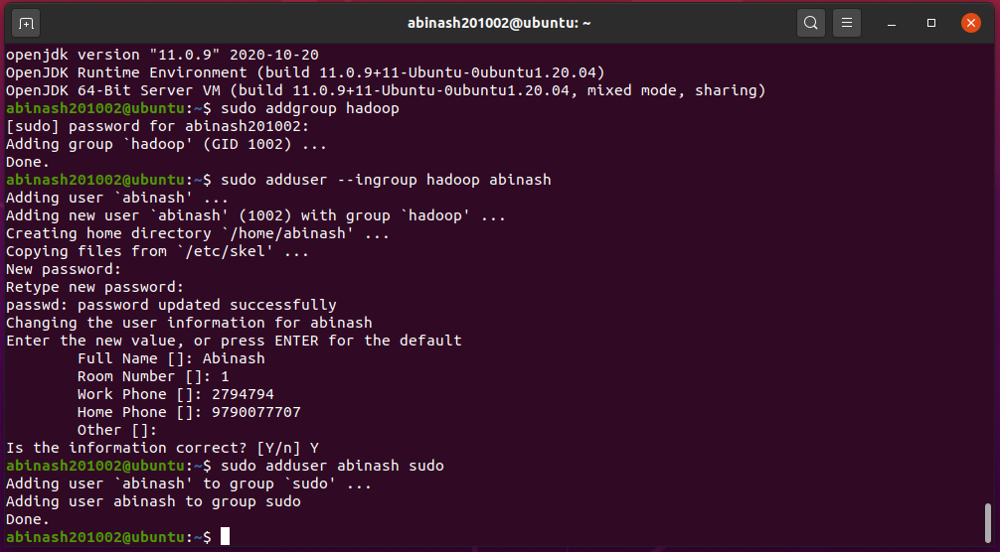 abinash201002@ubuntu: ~
openjdk version "11.0.9" 2020-10-20
OpenJDK Runtime Environment (build 11.0.9+11-Ubuntu-0ubuntu1.20.04)
OpenJDK 64-Bit Server VM (build 11.0.9+11-Ubuntu-0ubuntu1.20.04, mixed mode, sharing)
abinash201002@ubuntu:~$ sudo addgroup hadoop
[sudo] password for abinash201002:
Adding group `hadoop' (GID 1002) ...
Done.
abinash201002@ubuntu:~$ sudo adduser --ingroup hadoop abinash
Adding user `abinash' ...
Adding new user `abinash' (1002) with group `hadoop' ...
Creating home directory `/home/abinash' ...
Copying files from `/etc/skel' ...
New password:
Retype new password:
passwd: password updated successfully
Changing the user information for abinash
Enter the new value, or press ENTER for the default
Full Name []: Abinash
Room Number []: 1
Work Phone []: 2794794
Home Phone []: 9790077707
Other []:
Is the information correct? [Y/n] Y
abinash201002@ubuntu:~$ sudo adduser abinash sudo
Adding user `abinash' to group `sudo' ...
Adding user abinash to group sudo
Done.
abinash201002@ubuntu:~$